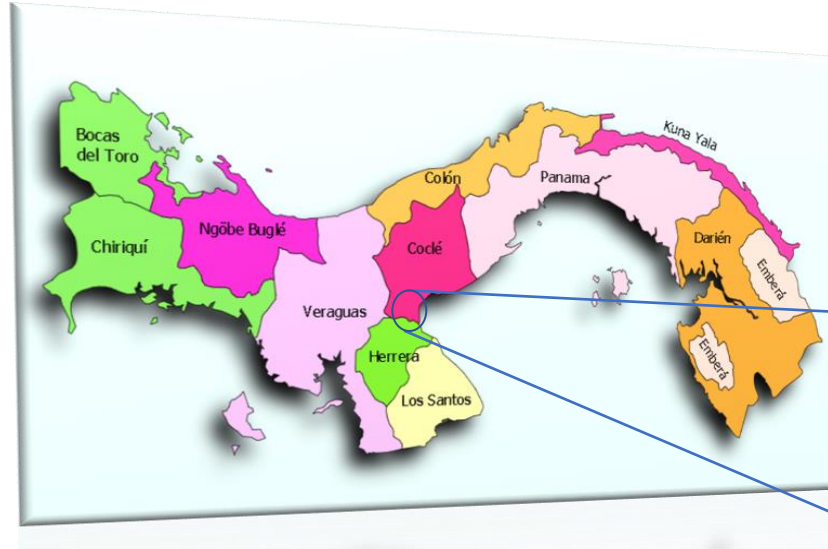 Bocas
del Toro
Chiriquí
Ngöbe Buglé
Veraguas
Herrera
Los Santos
Coclé
Colón
Panama
Kuna Yala
Darién
Emberá
Emberá